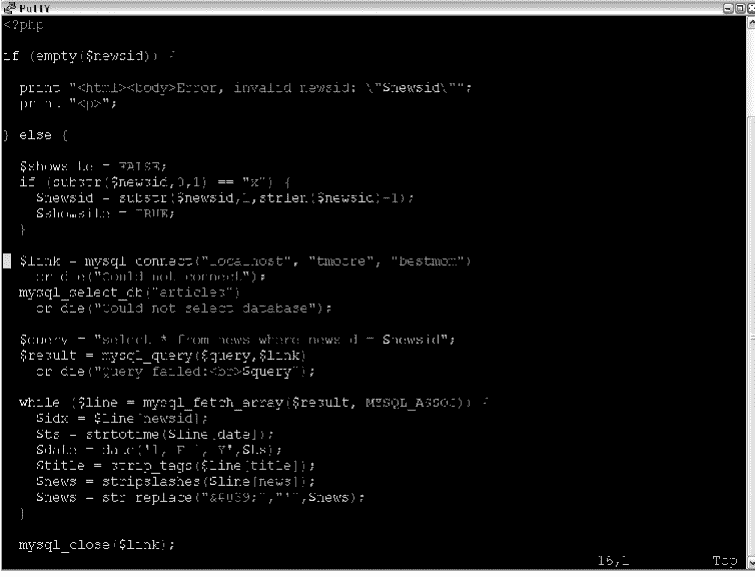 PuTTY
<?php
if (empty($newsid)) {
print "<html><body>Error, invalid newsid: \"$newsid\"";
print "<p>";
} else {
$showsite = FALSE;
if (substr($newsid,0,1) == "x") {
$newsid = substr($newsid,1,strlen($newsid)-1);
$showsite = TRUE;
}
$link = mysql_connect("localhost", "tmoore", "bestmom")
or die("Could not connect");
mysql_select_db("articles")
or die("Could not select database");
$query = "select * from news where newsid = $newsid";
$result = mysql_query($query,$link)
or die("query failed:<br>$query");
while ($line = mysql_fetch_array($result, MYSQL_ASSOC)) {
$idx = $line[newsid];
$ts = strtotime($line[date]);
$date = date('l, F , Y',$ts);
$title = strip_tags($line[title]);
$news = stripslashes($line[news]);
$news = str_replace("&#039;","'",$news);
}
mysql_close($link);
16,1 Top